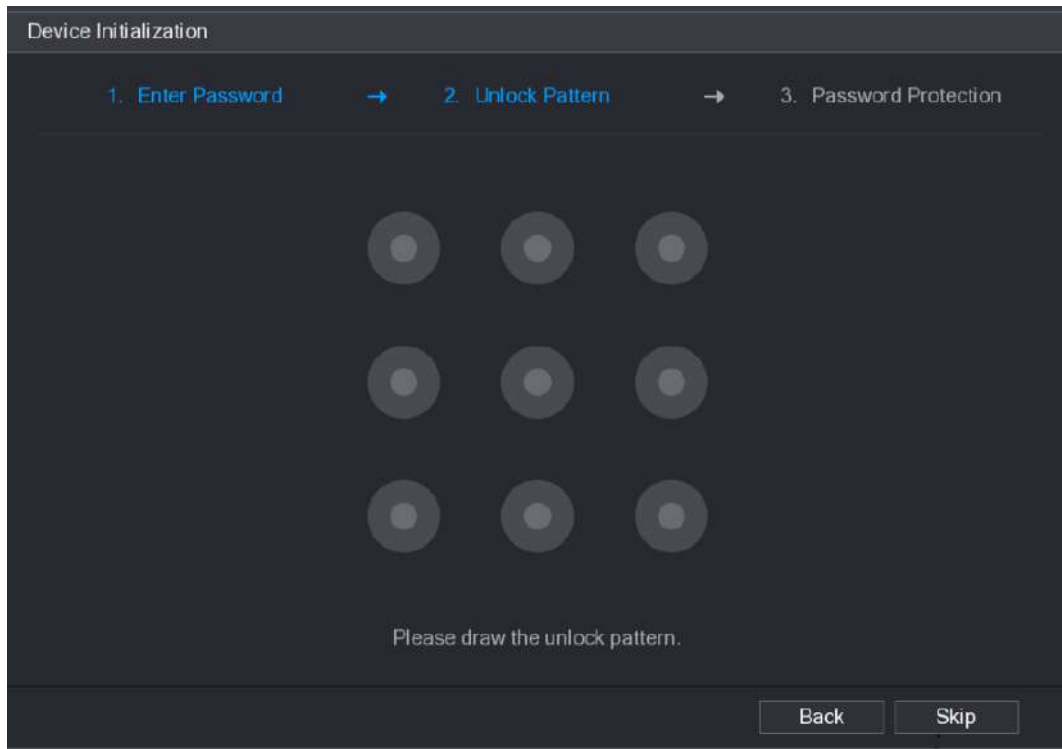 Device Initialization
1. Enter Password → 2. Unlock Pattern → 3. Password Protection
Please draw the unlock pattern.
Back Skip